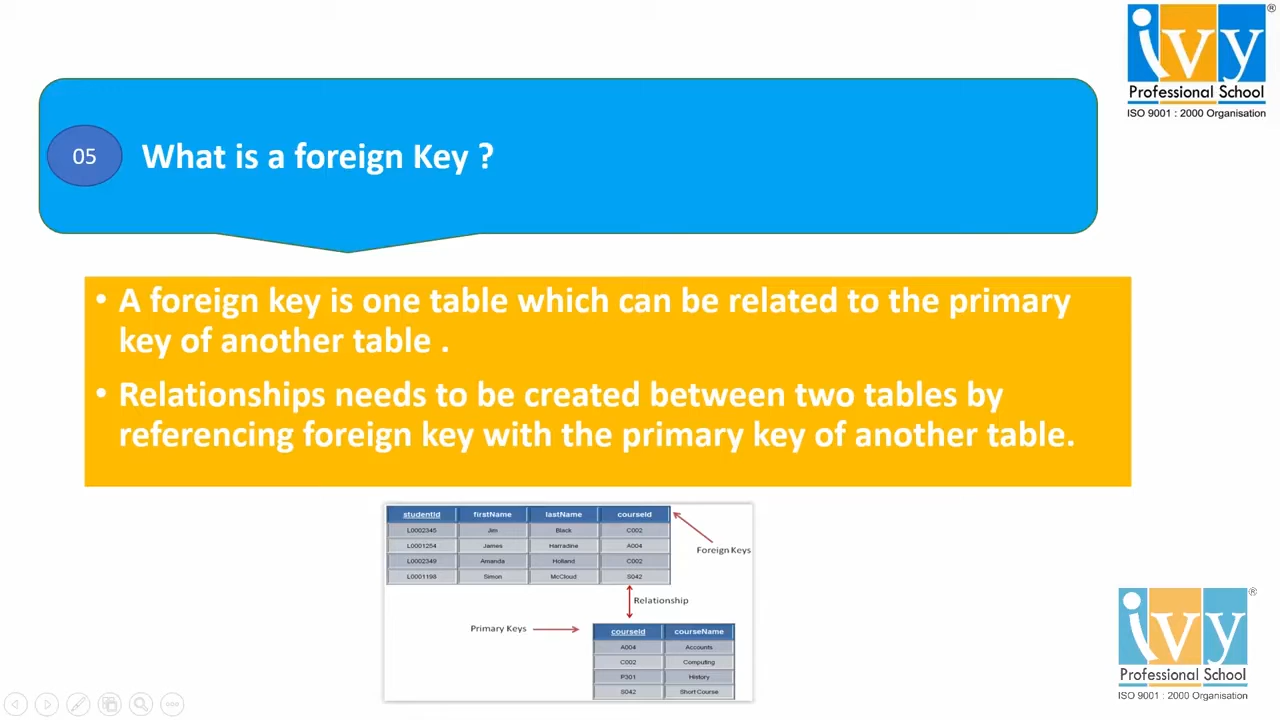 ivy®
Professional School
ISO 9001 : 2000 Organisation
05
What is a foreign Key ?
• A foreign key is one table which can be related to the primary
key of another table .
• Relationships needs to be created between two tables by
referencing foreign key with the primary key of another table.
studentId firstName lastName courseId
L0002345 Jim Black C002
L0001254 James Harradine A004
L0002349 Amanda Holland C002
L0001198 Simon McCloud S042
Foreign Keys
Relationship
Primary Keys
courseId courseName
A004 Accounts
C002 Computing
P301 History
S042 Short Course
ivy®
Professional School
ISO 9001 : 2000 Organisation